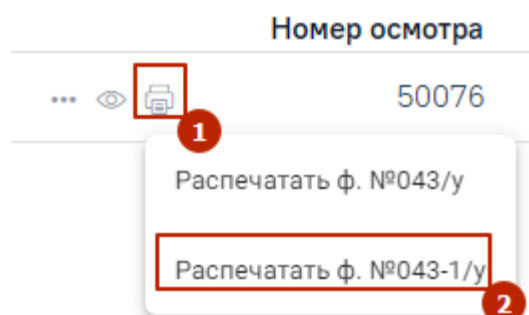 Номер осмотра
50076
1
Распечатать ф. №043/у
Распечатать ф. №043-1/у
2